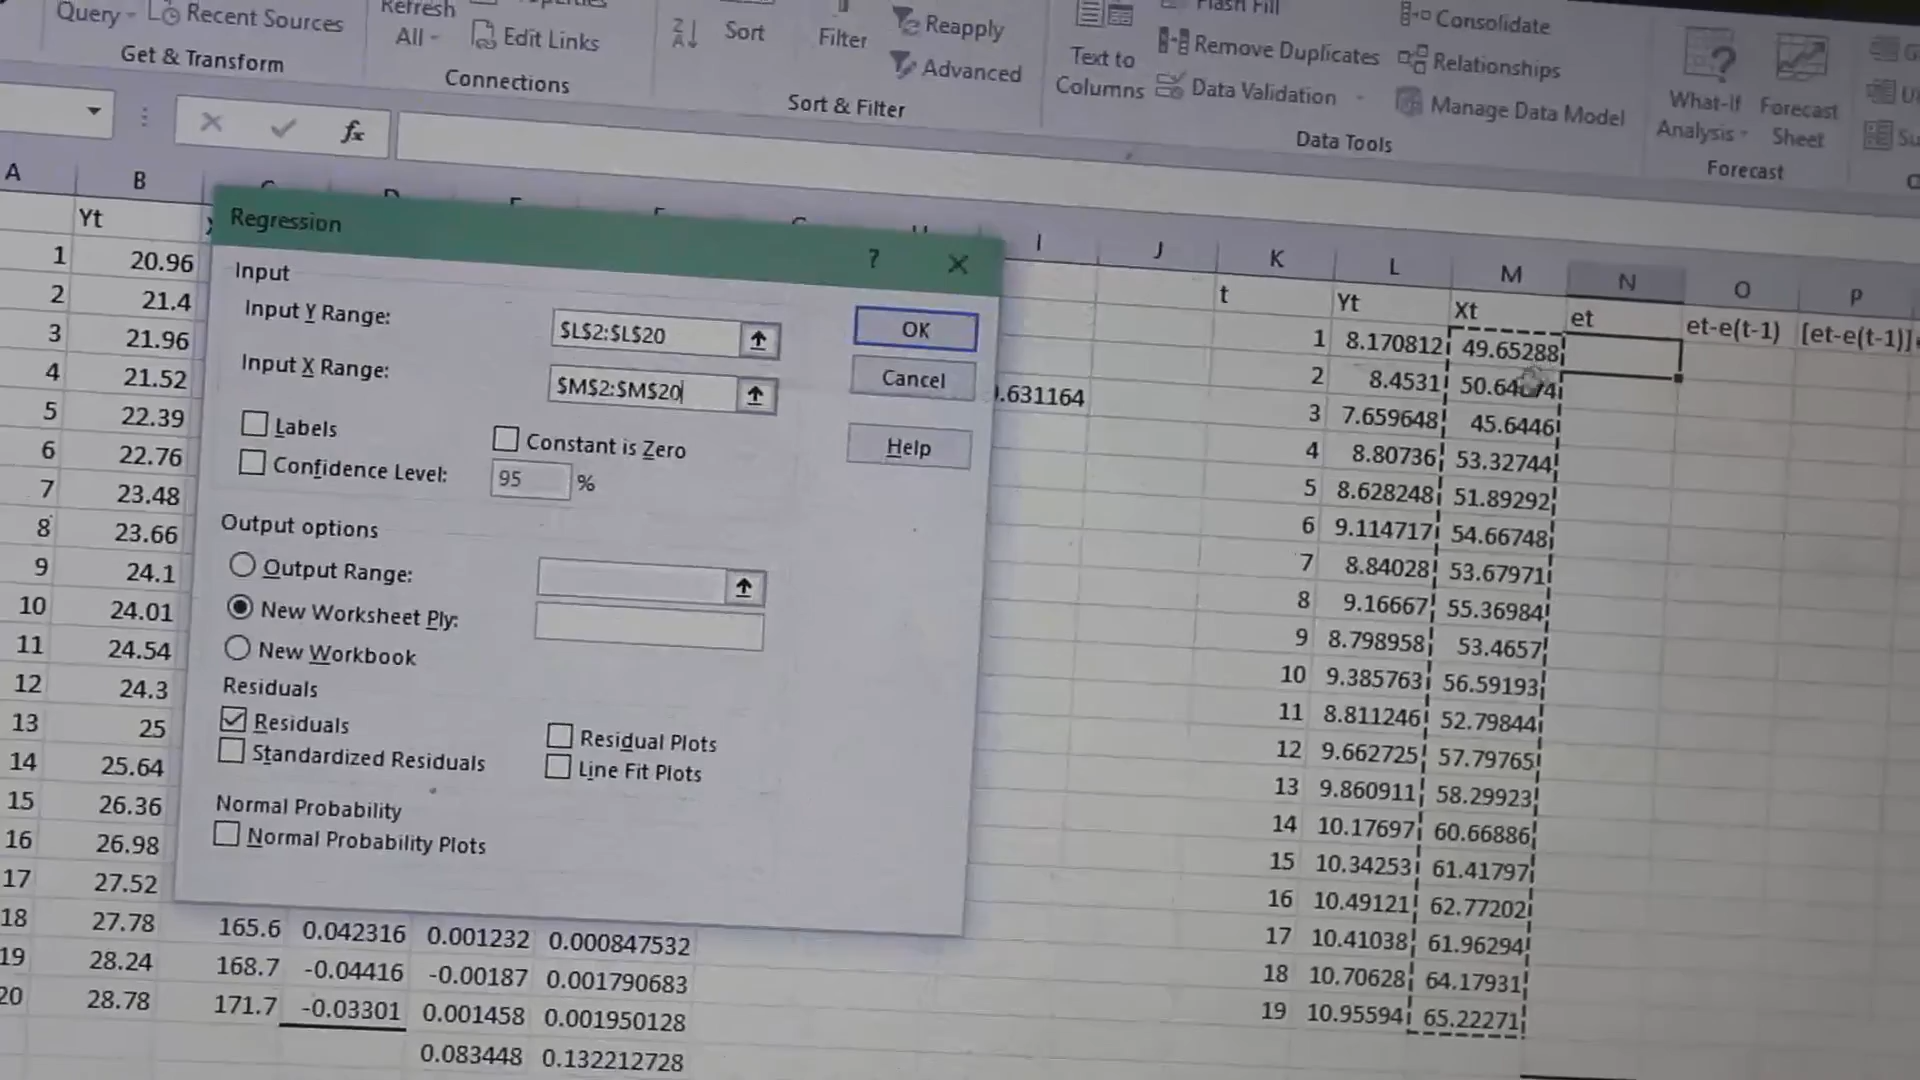 Query
Recent Sources
Get & Transform
Refresh
All
Edit Links
Connections
Sort
Filter
Reapply
Advanced
Sort & Filter
Text to
Columns
Flash Fill
Remove Duplicates
Data Validation
Consolidate
Relationships
Manage Data Model
Data Tools
What-If
Analysis
Forecast
Sheet
Forecast
fx
A B I J K L M N O P
Yt
1 20.96
2 21.4
3 21.96
4 21.52
5 22.39
6 22.76
7 23.48
8 23.66
9 24.1
10 24.01
11 24.54
12 24.3
13 25
14 25.64
15 26.36
16 26.98
17 27.52
18 27.78 165.6 0.042316 0.001232 0.000847532
19 28.24 168.7 -0.04416 -0.00187 0.001790683
20 28.78 171.7 -0.03301 0.001458 0.001950128
0.083448 0.132212728
Regression
? ×
Input
Input Y Range: $L$2:$L$20
Input X Range: $M$2:$M$20
Labels
Constant is Zero
Confidence Level: 95 %
OK
Cancel
Help
Output options
Output Range:
New Worksheet Ply:
New Workbook
Residuals
Residuals
Residual Plots
Standardized Residuals
Line Fit Plots
Normal Probability
Normal Probability Plots
.631164
t Yt Xt et et-e(t-1) [et-e(t-1)]
1 8.170812 49.65288
2 8.4531
3 7.659648 45.6446
4 8.80736 53.32744
5 8.628248 51.89292
6 9.114717 54.66748
7 8.84028 53.67971
8 9.16667 55.36984
9 8.798958 53.4657
10 9.385763 56.59193
11 8.811246 52.79844
12 9.662725 57.79765
13 9.860911 58.29923
14 10.17697 60.66886
15 10.34253 61.41797
16 10.49121 62.77202
17 10.41038 61.96294
18 10.70628 64.17931
19 10.95594 65.22271